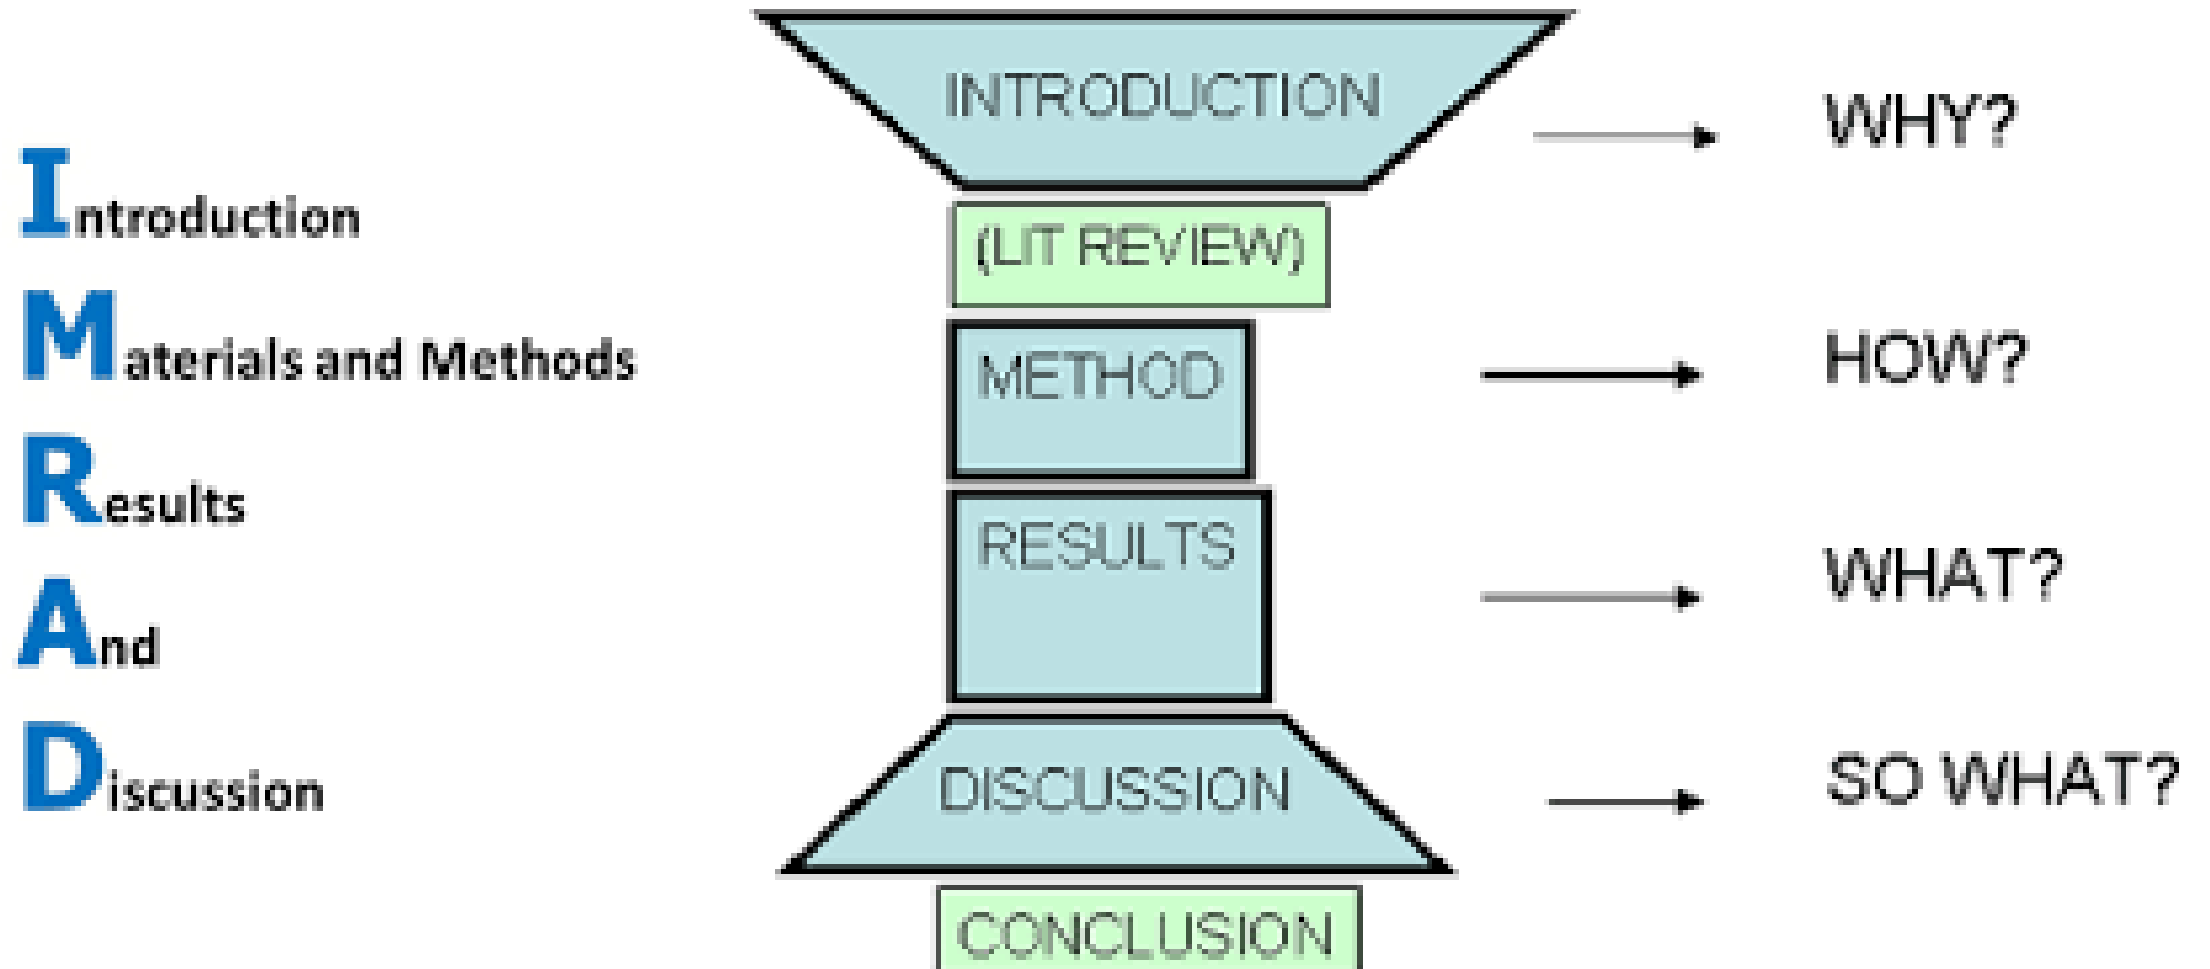 Introduction
Materials and Methods
Results
And
Discussion
INTRODUCTION
(LIT REVIEW)
METHOD
RESULTS
DISCUSSION
CONCLUSION
WHY?
HOW?
WHAT?
SO WHAT?